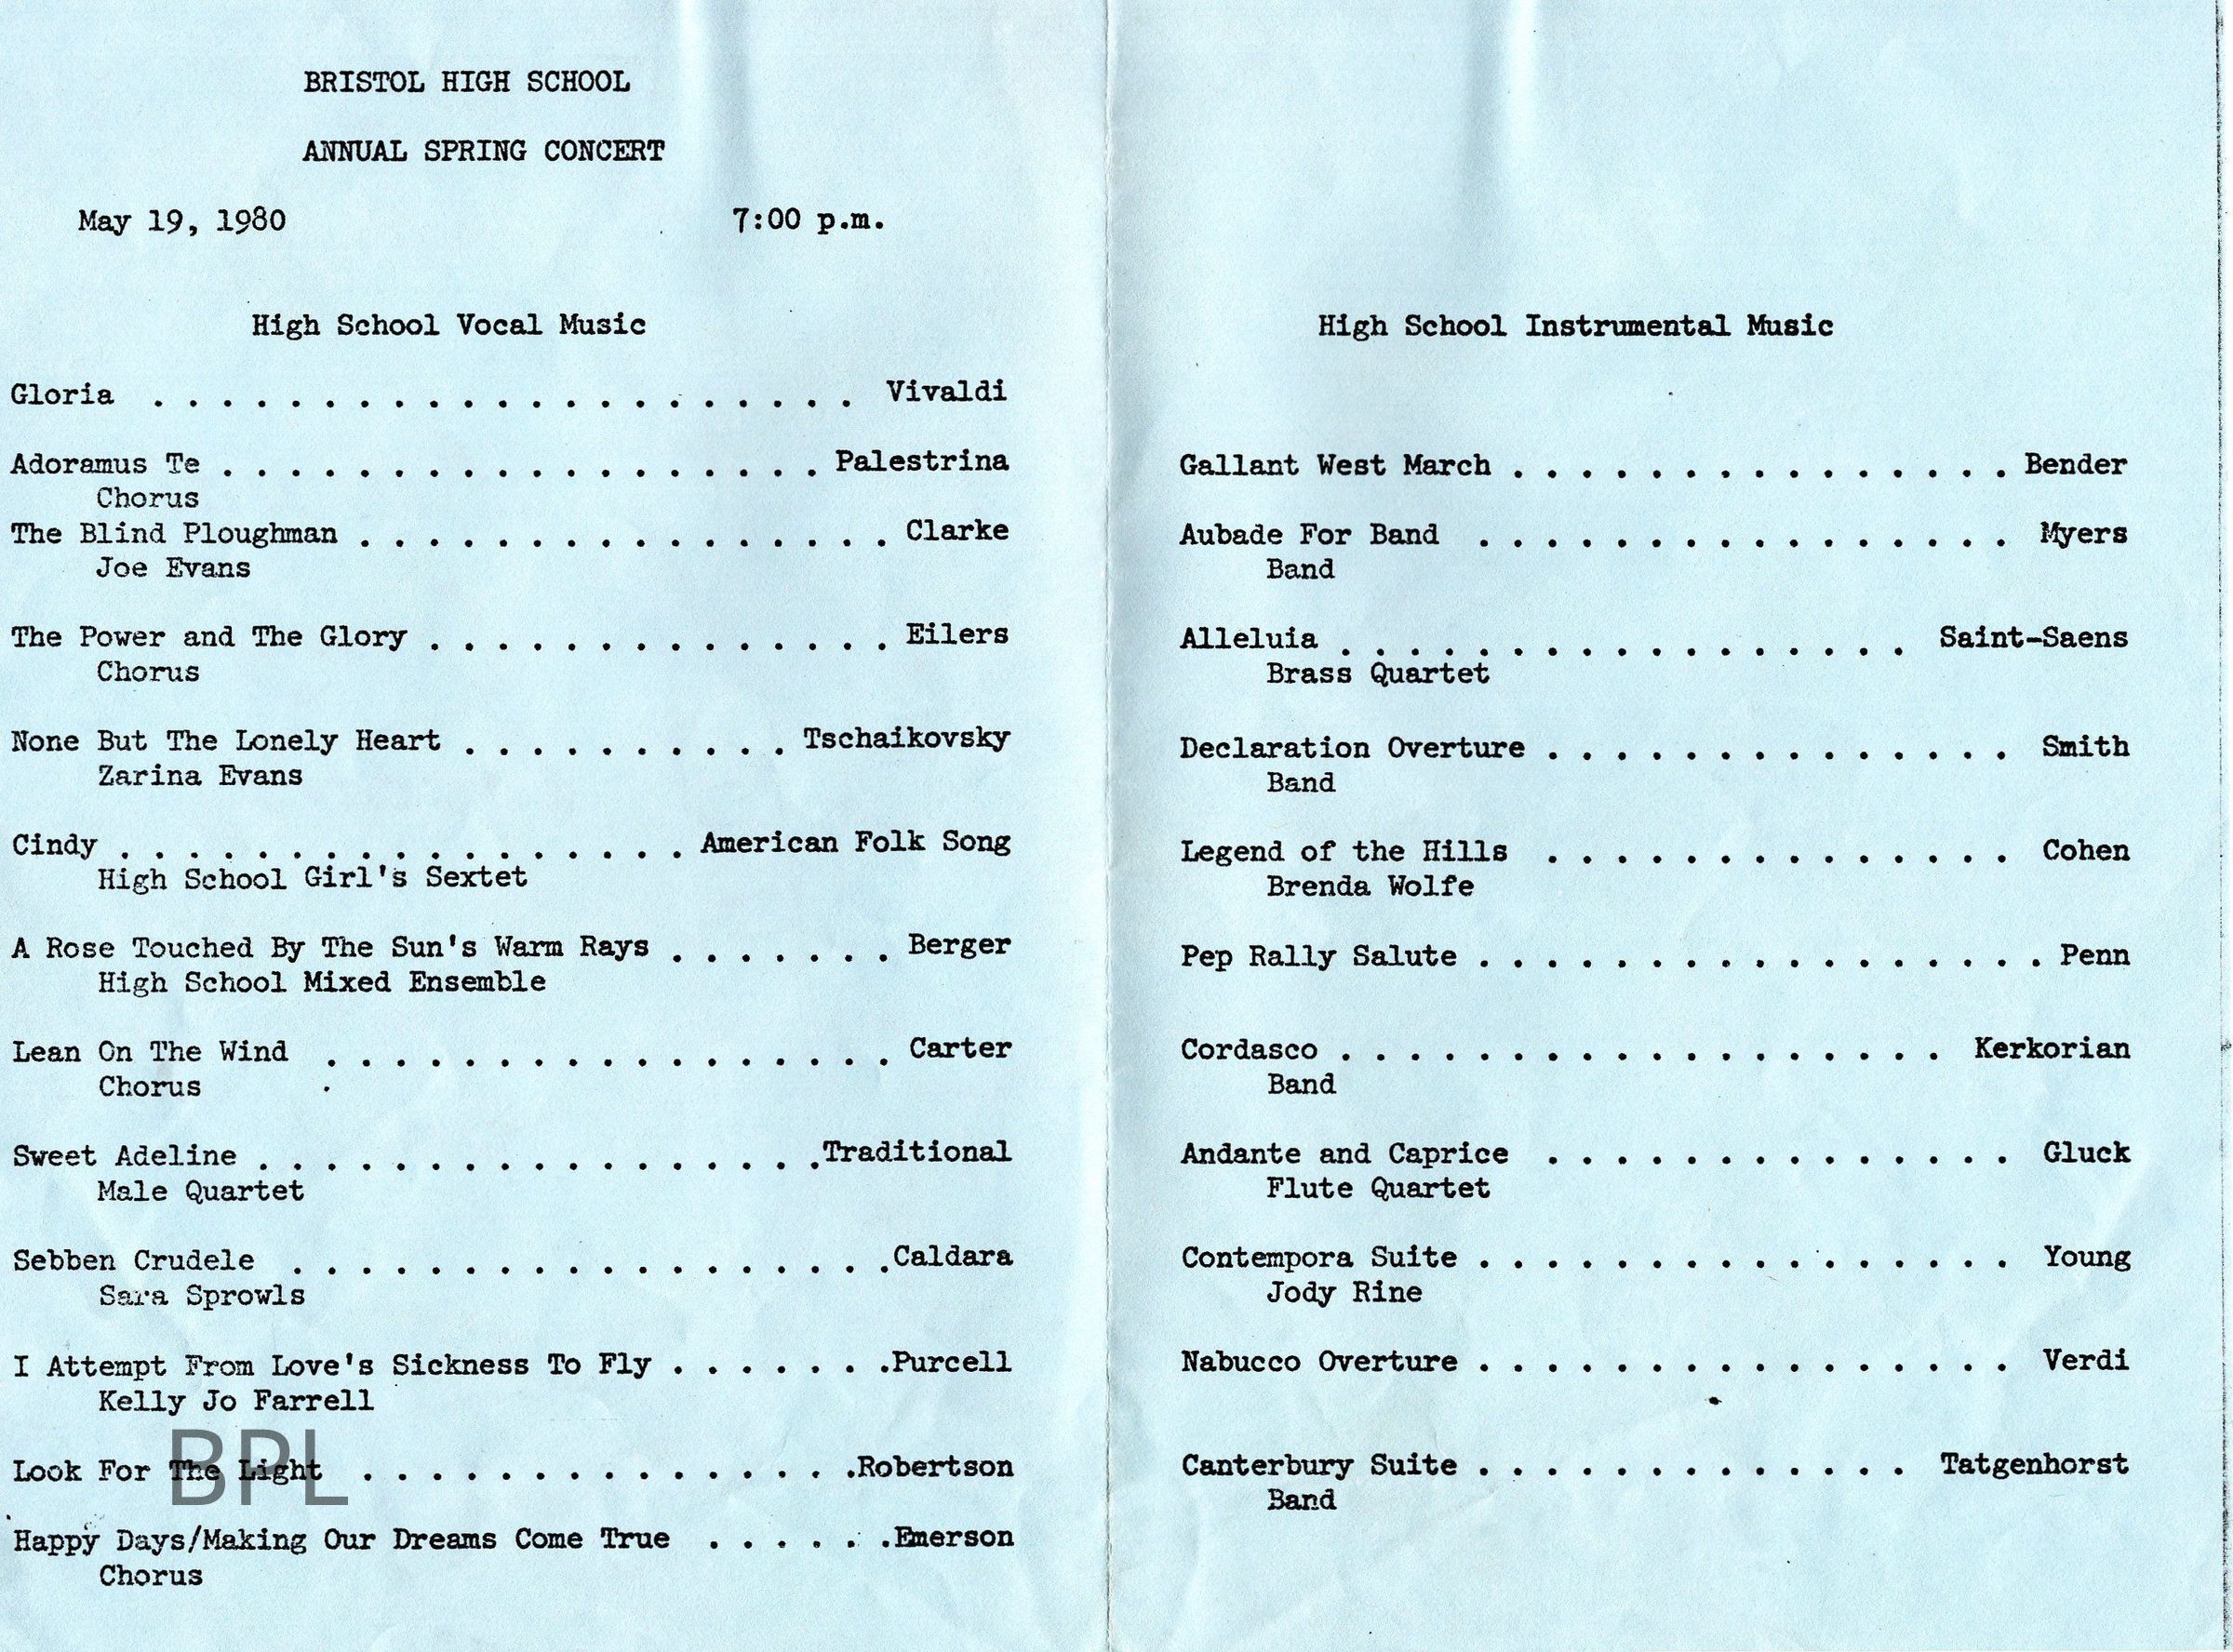 BRISTOL HIGH SCHOOL
ANNUAL SPRING CONCERT
May 19, 1980 7:00 p.m.
High School Vocal Music
Gloria . . . . . . . . . . . . . . . . . . . . . Vivaldi
Adoramus Te . . . . . . . . . . . . . . . . . . Palestrina
Chorus
The Blind Ploughman . . . . . . . . . . . . . . . . Clarke
Joe Evans
The Power and The Glory . . . . . . . . . . . . . . Eilers
Chorus
None But The Lonely Heart . . . . . . . . . . Tschaikovsky
Zarina Evans
Cindy . . . . . . . . . . . . . . . . . American Folk Song
High School Girl's Sextet
A Rose Touched By The Sun's Warm Rays . . . . . . . Berger
High School Mixed Ensemble
Lean On The Wind . . . . . . . . . . . . . . . . . Carter
Chorus
Sweet Adeline . . . . . . . . . . . . . . . . .Traditional
Male Quartet
Sebben Crudele . . . . . . . . . . . . . . . . . .Caldara
Sara Sprowls
I Attempt From Love's Sickness To Fly . . . . . . .Purcell
Kelly Jo Farrell
Look For The Light . . . . . . . . . . . . . . .Robertson
Happy Days/Making Our Dreams Come True . . . . . .Emerson
Chorus
BPL
High School Instrumental Music
Gallant West March . . . . . . . . . . . . . . . Bender
Aubade For Band . . . . . . . . . . . . . . . . Myers
Band
Alleluia . . . . . . . . . . . . . . . . . Saint-Saens
Brass Quartet
Declaration Overture . . . . . . . . . . . . . . Smith
Band
Legend of the Hills . . . . . . . . . . . . . . Cohen
Brenda Wolfe
Pep Rally Salute . . . . . . . . . . . . . . . . . Penn
Cordasco . . . . . . . . . . . . . . . . . . Kerkorian
Band
Andante and Caprice . . . . . . . . . . . . . . Gluck
Flute Quartet
Contempora Suite . . . . . . . . . . . . . . . . Young
Jody Rine
Nabucco Overture . . . . . . . . . . . . . . . . Verdi
Canterbury Suite . . . . . . . . . . . . . Tatgenhorst
Band